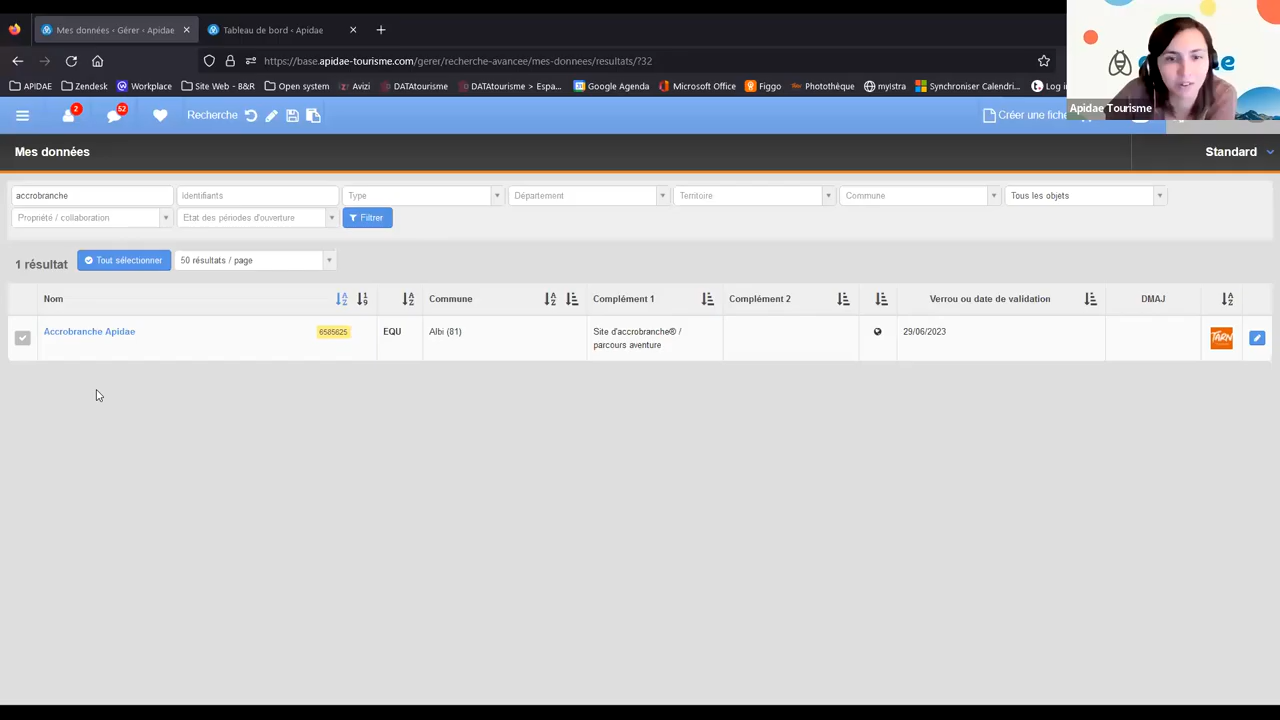 Mes données ‹ Gérer ‹ Apidae
Tableau de bord ‹ Apidae
https://base.apidae-tourisme.com/gerer/recherche-avancee/mes-donnees/resultats/?32
APIDAE Zendesk Workplace Site Web - B&R Open system Avizi DATAtourisme DATAtourisme > Espa... Google Agenda Microsoft Office Figgo Photothèque myIstra Synchroniser Calendri... Log in
Apidae Tourisme
2 52 Recherche Créer une fiche
Mes données Standard
accrobranche Identifiants Type Département Territoire Commune Tous les objets
Propriété / collaboration Etat des périodes d'ouverture Filtrer
1 résultat Tout sélectionner 50 résultats / page
Nom Commune Complément 1 Complément 2 Verrou ou date de validation DMAJ
Accrobranche Apidae 6585625 EQU Albi (81) Site d'accrobranche® / 29/06/2023 TARN
parcours aventure